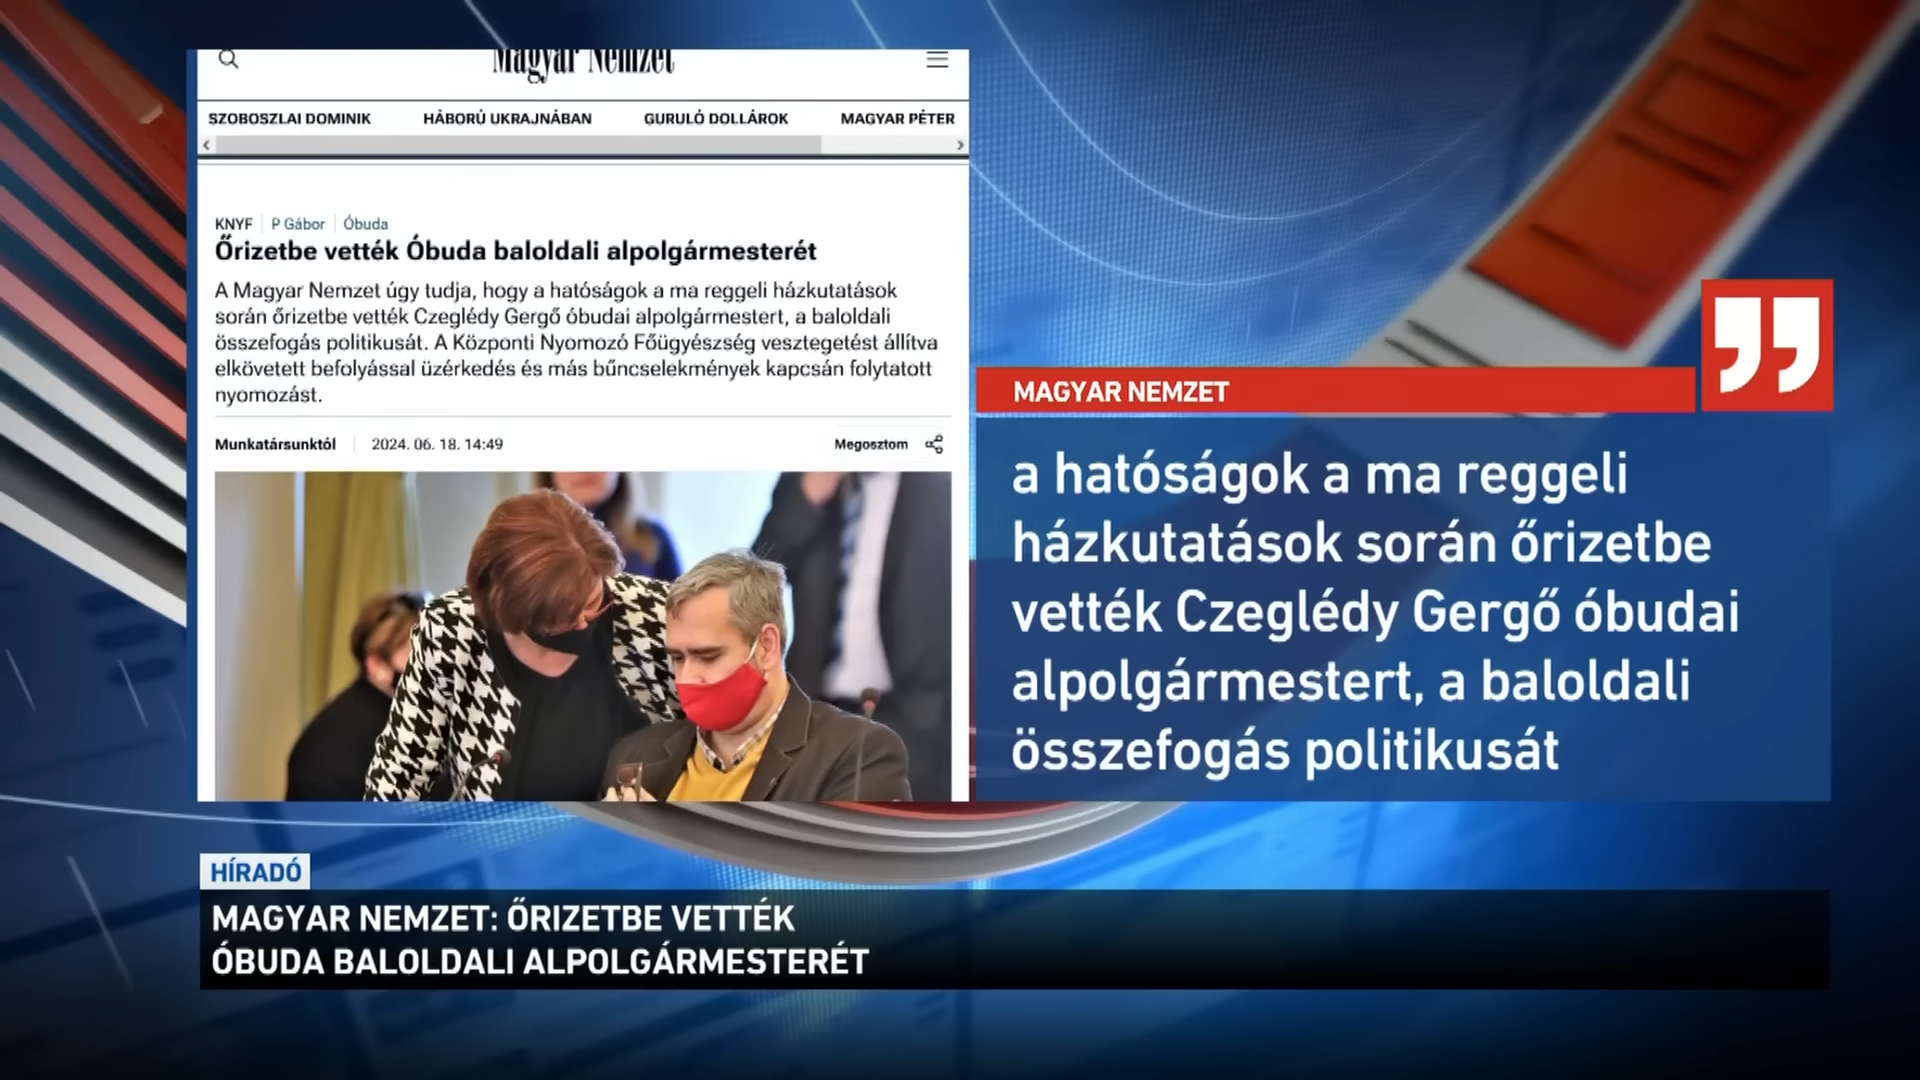 Magyar Nemzet
SZOBOSZLAI DOMINIK HÁBORÚ UKRAJNÁBAN GURULÓ DOLLÁROK MAGYAR PÉTER
KNYF P Gábor Óbuda
Őrizetbe vették Óbuda baloldali alpolgármesterét
A Magyar Nemzet úgy tudja, hogy a hatóságok a ma reggeli házkutatások
során őrizetbe vették Czeglédy Gergő óbudai alpolgármestert, a baloldali
összefogás politikusát. A Központi Nyomozó Főügyészség vesztegetést állítva
elkövetett befolyással üzérkedés és más bűncselekmények kapcsán folytatott
nyomozást.
Munkatársunktól 2024. 06. 18. 14:49 Megosztom
MAGYAR NEMZET
a hatóságok a ma reggeli
házkutatások során őrizetbe
vették Czeglédy Gergő óbudai
alpolgármestert, a baloldali
összefogás politikusát
HÍRADÓ
MAGYAR NEMZET: ŐRIZETBE VETTÉK
ÓBUDA BALOLDALI ALPOLGÁRMESTERÉT